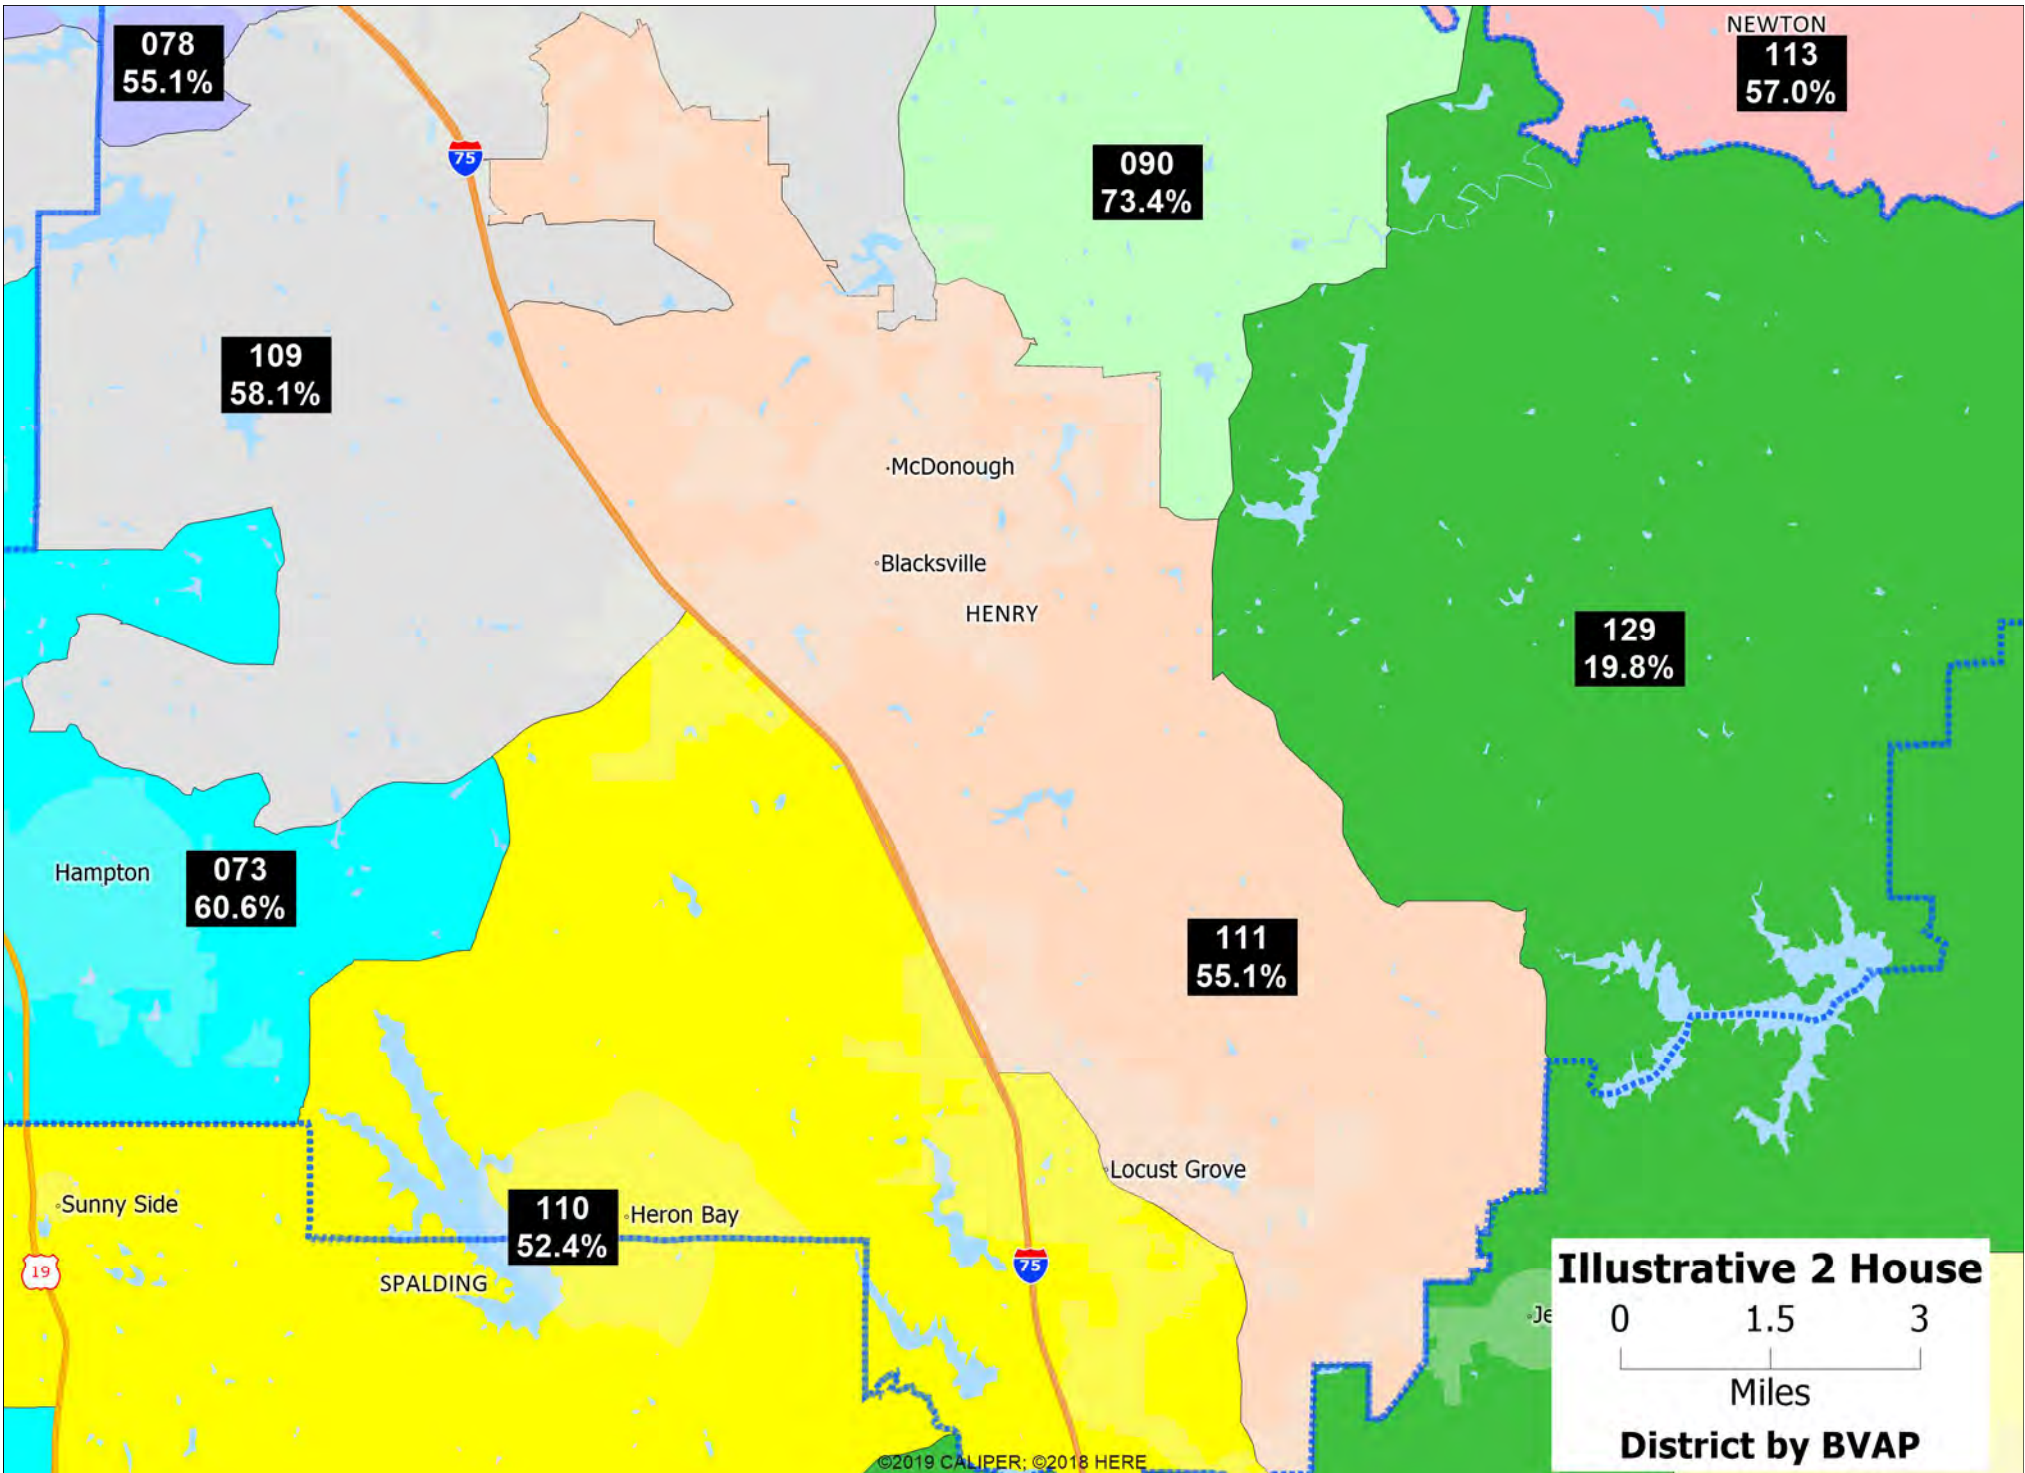 NEWTON
078
55.1%
113
57.0%
75
090
73.4%
109
58.1%
McDonough
Blacksville
HENRY
129
19.8%
Hampton
073
60.6%
111
55.1%
Locust Grove
Sunny Side
110
52.4%
Heron Bay
19
75
SPALDING
Je
Illustrative 2 House
0 1.5 3
Miles
District by BVAP
©2019 CALIPER; ©2018 HERE